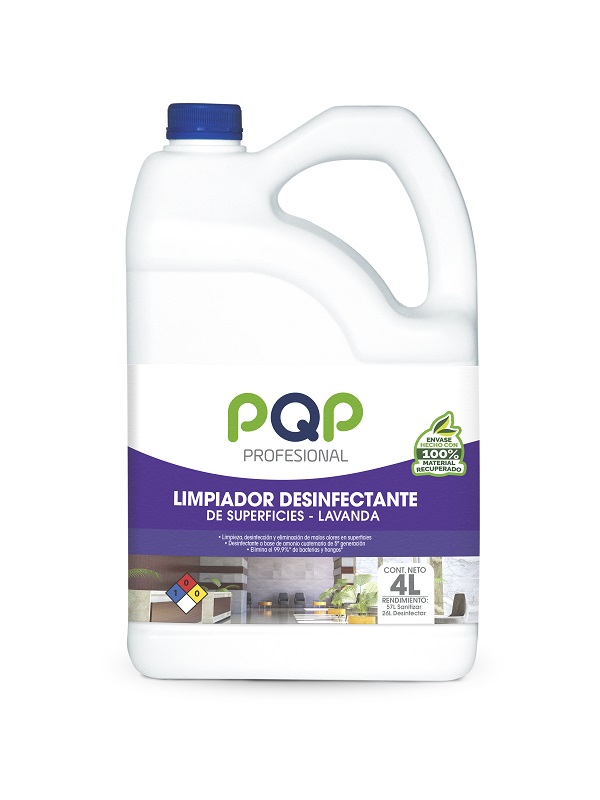 PQP
PROFESIONAL
ENVASE
HECHO CON
100%
MATERIAL
RECUPERADO
LIMPIADOR DESINFECTANTE
DE SUPERFICIES - LAVANDA
• Limpieza, desinfección y eliminación de malos olores en superficies
• Desinfectante a base de amonio cuaternario de 5° generación
• Elimina el 99.9%* de bacterias y hongos*
0
1 0
CONT. NETO
4L
RENDIMIENTO:
57L Sanitizar
26L Desinfectar